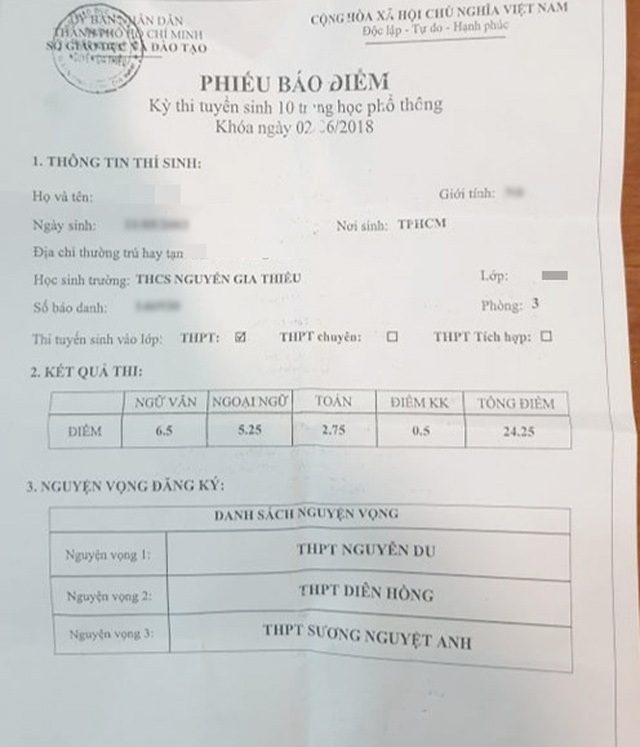 ỦY BAN NHÂN DÂN
THÀNH PHỐ HỒ CHÍ MINH
SỞ GIÁO DỤC VÀ ĐÀO TẠO
CỘNG HÒA XÃ HỘI CHỦ NGHĨA VIỆT NAM
Độc lập - Tự do - Hạnh phúc
PHIẾU BÁO ĐIỂM
Kỳ thi tuyển sinh 10 trung học phổ thông
Khóa ngày 02/06/2018
1. THÔNG TIN THÍ SINH:
Họ và tên:
Giới tính:
Ngày sinh:
Nơi sinh: TPHCM
Địa chỉ thường trú hay tạn
Học sinh trường: THCS NGUYỄN GIA THIỀU
Lớp:
Số báo danh:
Phòng: 3
Thi tuyển sinh vào lớp: THPT: ☑ THPT chuyên: ☐ THPT Tích hợp: ☐
2. KẾT QUẢ THI:
NGỮ VĂN NGOẠI NGỮ TOÁN ĐIỂM KK TỔNG ĐIỂM
ĐIỂM 6.5 5.25 2.75 0.5 24.25
3. NGUYỆN VỌNG ĐĂNG KÝ:
DANH SÁCH NGUYỆN VỌNG
Nguyện vọng 1: THPT NGUYỄN DU
Nguyện vọng 2: THPT DIÊN HỒNG
Nguyện vọng 3: THPT SƯƠNG NGUYỆT ANH